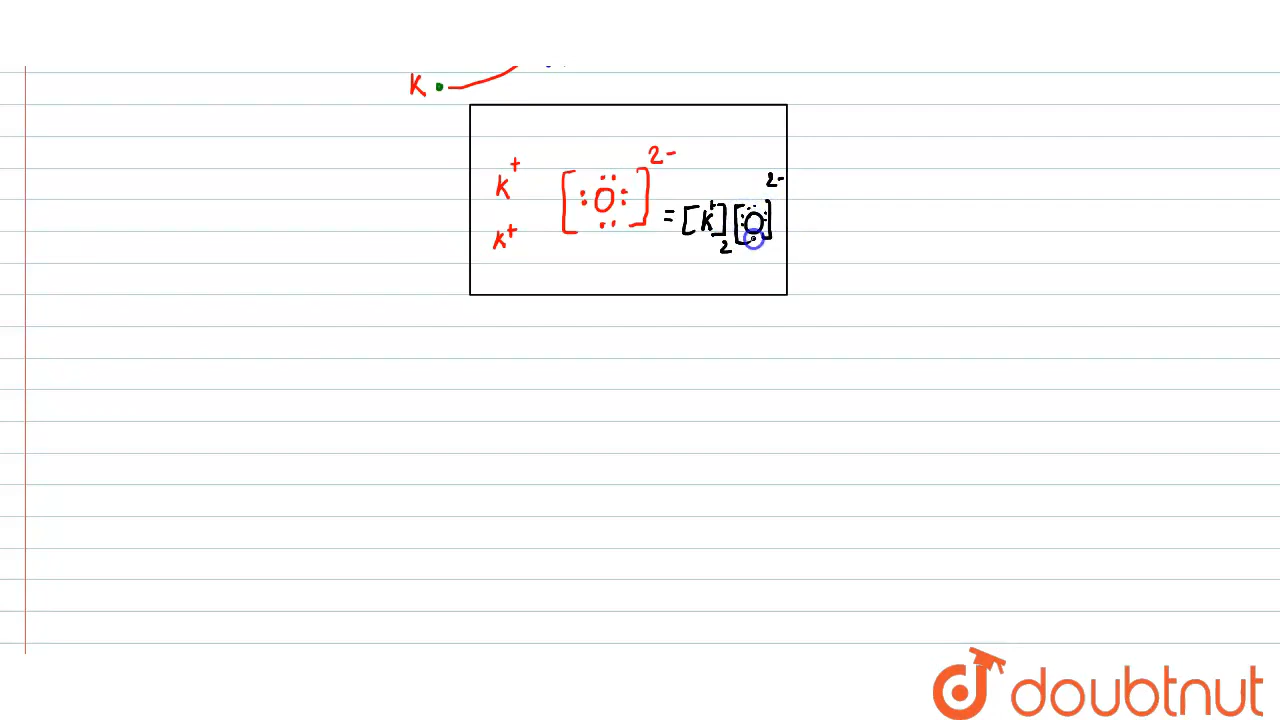 K
K⁺ [:Ö:]²⁻
K⁺
= [K⁺]₂ [:Ö:]²⁻
doubtnut